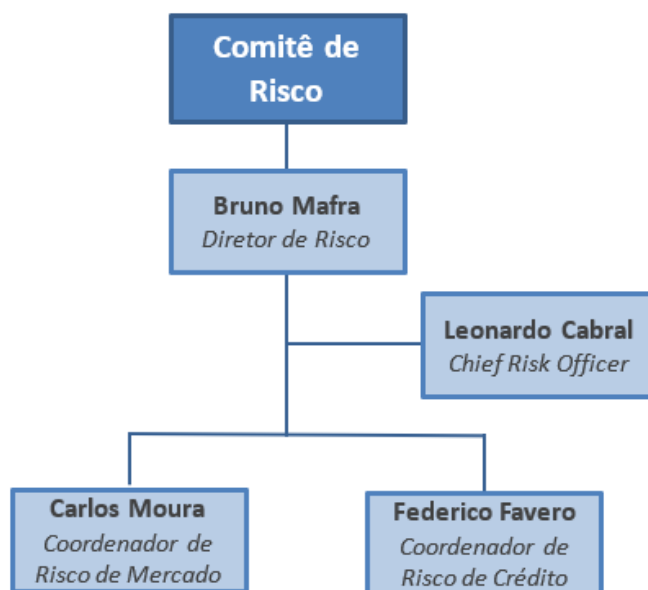 Comitê de
Risco
Bruno Mafra
Diretor de Risco
Leonardo Cabral
Chief Risk Officer
Carlos Moura
Coordenador de
Risco de Mercado
Federico Favero
Coordenador de
Risco de Crédito